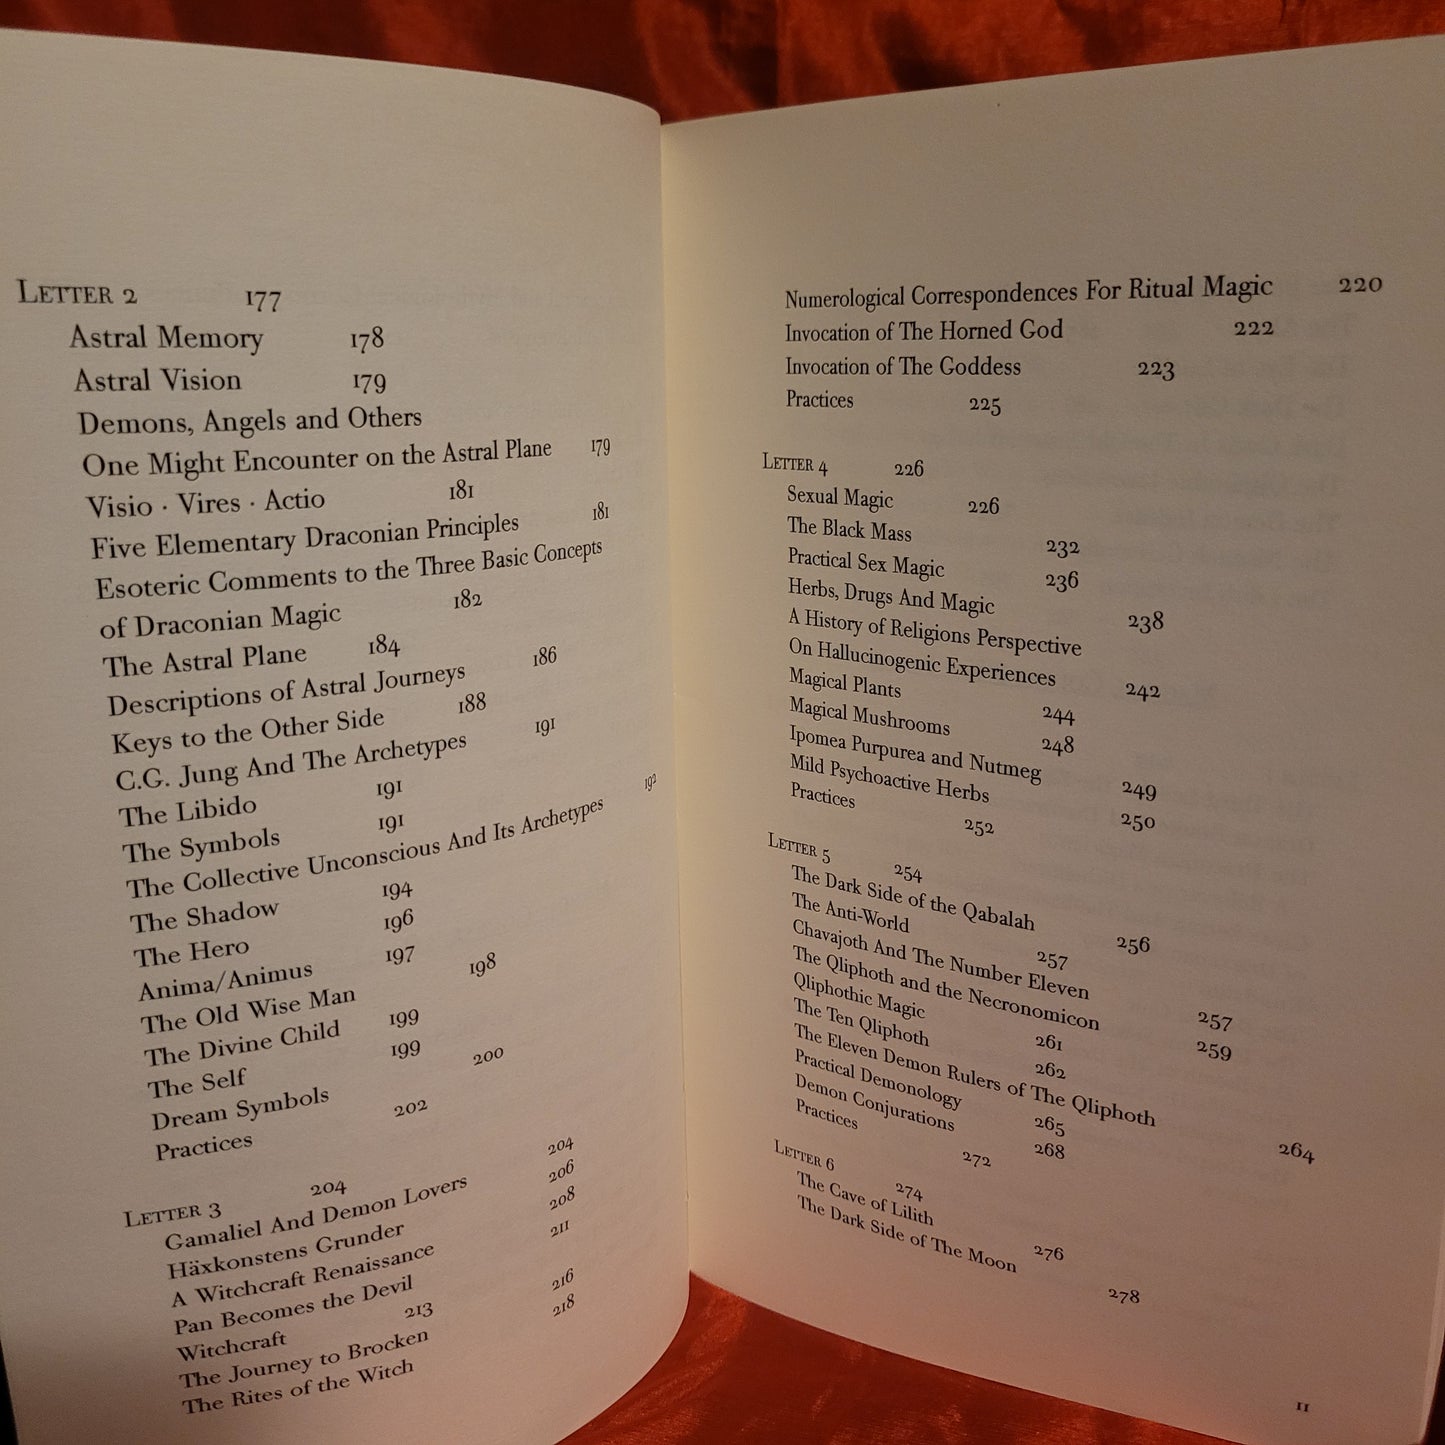 LETTER 2 177
Astral Memory 178
Astral Vision 179
Demons, Angels and Others
One Might Encounter on the Astral Plane 179
Visio · Vires · Actio 181
Five Elementary Draconian Principles 181
Esoteric Comments to the Three Basic Concepts
of Draconian Magic 182
The Astral Plane 184
Descriptions of Astral Journeys 186
Keys to the Other Side 188
C.G. Jung And The Archetypes 191
The Libido 191
The Symbols 191
The Collective Unconscious And Its Archetypes 192
The Shadow 194
The Hero 196
Anima/Animus 197
The Old Wise Man 198
The Divine Child 199
The Self 199
Dream Symbols 200
Practices 202
LETTER 3 204
Gamaliel And Demon Lovers 204
Häxkonstens Grunder 206
A Witchcraft Renaissance 208
Pan Becomes the Devil 211
Witchcraft 213
The Journey to Brocken 216
The Rites of the Witch 218
Numerological Correspondences For Ritual Magic 220
Invocation of The Horned God 222
Invocation of The Goddess 223
Practices 225
LETTER 4 226
Sexual Magic 226
The Black Mass 232
Practical Sex Magic 236
Herbs, Drugs And Magic 238
A History of Religions Perspective
On Hallucinogenic Experiences 242
Magical Plants 244
Magical Mushrooms 248
Ipomea Purpurea and Nutmeg 249
Mild Psychoactive Herbs 250
Practices 252
LETTER 5 254
The Dark Side of the Qabalah 256
The Anti-World 257
Chavajoth And The Number Eleven 257
The Qliphoth and the Necronomicon 259
Qliphothic Magic 261
The Ten Qliphoth 262
The Eleven Demon Rulers of The Qliphoth 264
Practical Demonology 265
Demon Conjurations 268
Practices 272
LETTER 6 274
The Cave of Lilith 276
The Dark Side of The Moon 278
11